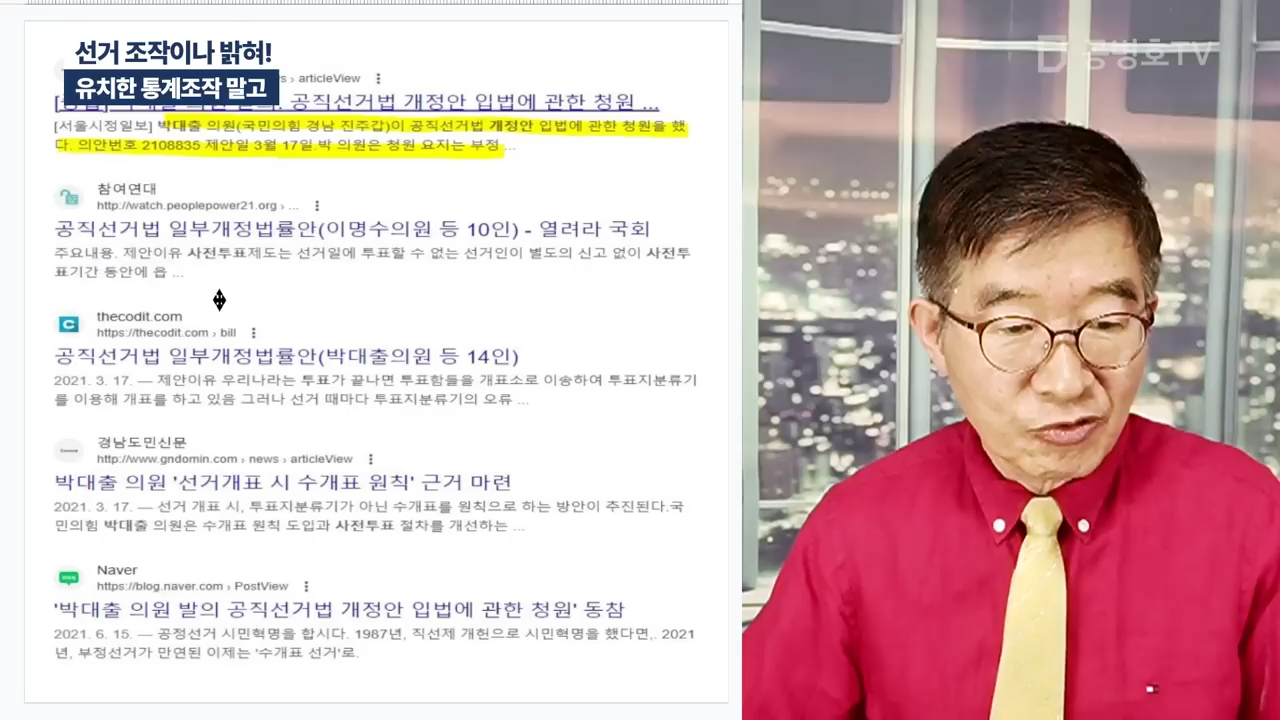 선거 조작이나 밝혀!
유치한 통계조작 말고
공병호TV
› articleView
공직선거법 개정안 입법에 관한 청원 ...
[서울시정일보] 박대출 의원(국민의힘 경남 진주갑)이 공직선거법 개정안 입법에 관한 청원을 했
다. 의안번호 2108835 제안일 3월 17일.박 의원은 청원 요지는 부정 ...
참여연대
http://watch.peoplepower21.org › ...
공직선거법 일부개정법률안(이명수의원 등 10인) - 열려라 국회
주요내용. 제안이유 사전투표제도는 선거일에 투표할 수 없는 선거인이 별도의 신고 없이 사전투
표기간 동안에 읍 ...
thecodit.com
https://thecodit.com › bill
공직선거법 일부개정법률안(박대출의원 등 14인)
2021. 3. 17. — 제안이유 우리나라는 투표가 끝나면 투표함들을 개표소로 이송하여 투표지분류기
를 이용해 개표를 하고 있음 그러나 선거 때마다 투표지분류기의 오류 ...
경남도민신문
http://www.gndomin.com › news › articleView
박대출 의원 '선거개표 시 수개표 원칙' 근거 마련
2021. 3. 17. — 선거 개표 시, 투표지분류기가 아닌 수개표를 원칙으로 하는 방안이 추진된다.국
민의힘 박대출 의원은 수개표 원칙 도입과 사전투표 절차를 개선하는 ...
Naver
https://blog.naver.com › PostView
'박대출 의원 발의 공직선거법 개정안 입법에 관한 청원' 동참
2021. 6. 15. — 공정선거 시민혁명을 합시다. 1987년, 직선제 개헌으로 시민혁명을 했다면,. 2021
년, 부정선거가 만연된 이제는 '수개표 선거'로.